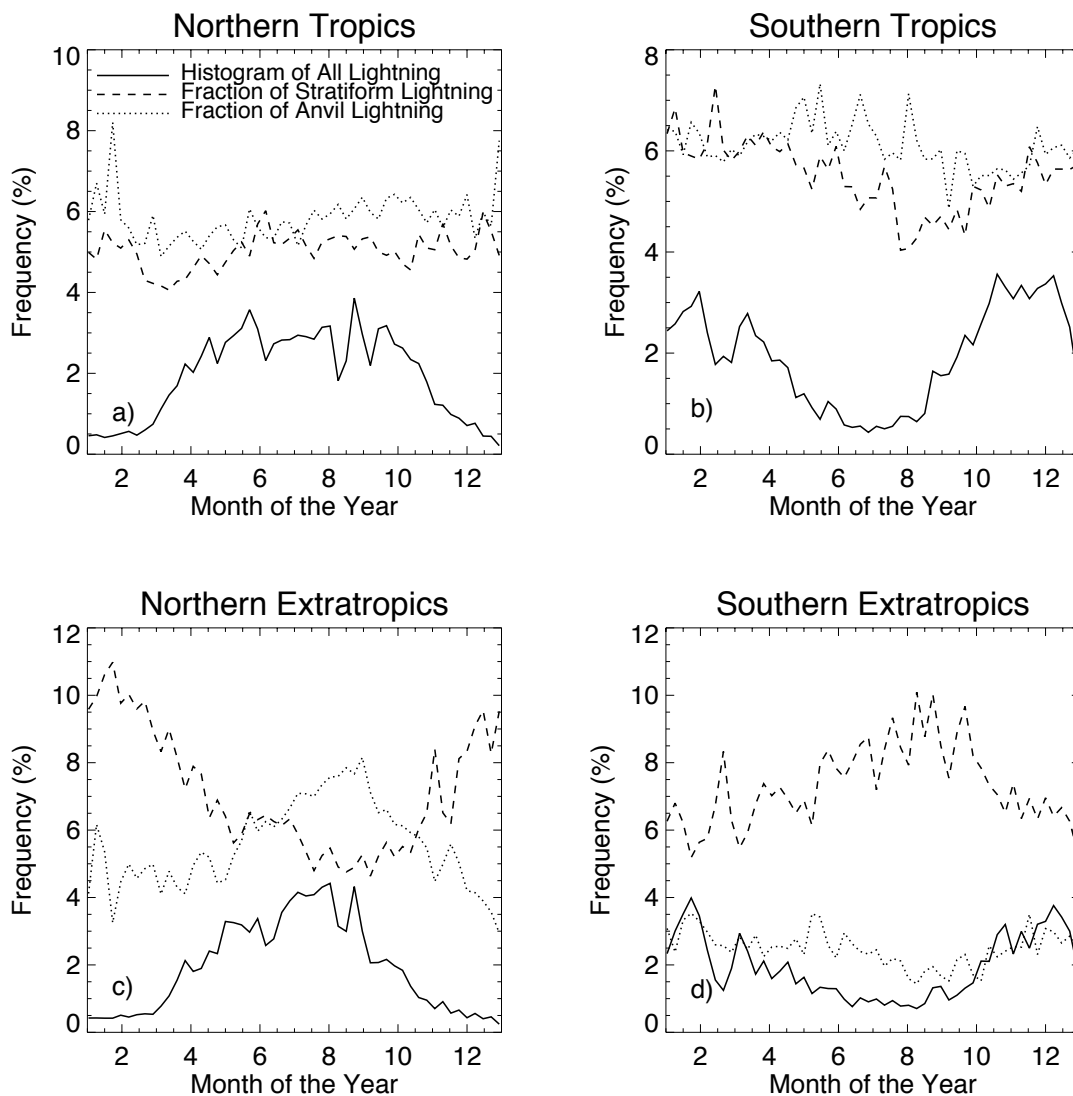 Northern Tropics
10
8
6
4
2
0
Frequency (%)
Histogram of All Lightning
Fraction of Stratiform Lightning
Fraction of Anvil Lightning
a)
2 4 6 8 10 12
Month of the Year
Southern Tropics
8
6
4
2
0
Frequency (%)
b)
2 4 6 8 10 12
Month of the Year
Northern Extratropics
12
10
8
6
4
2
0
Frequency (%)
c)
2 4 6 8 10 12
Month of the Year
Southern Extratropics
12
10
8
6
4
2
0
Frequency (%)
d)
2 4 6 8 10 12
Month of the Year